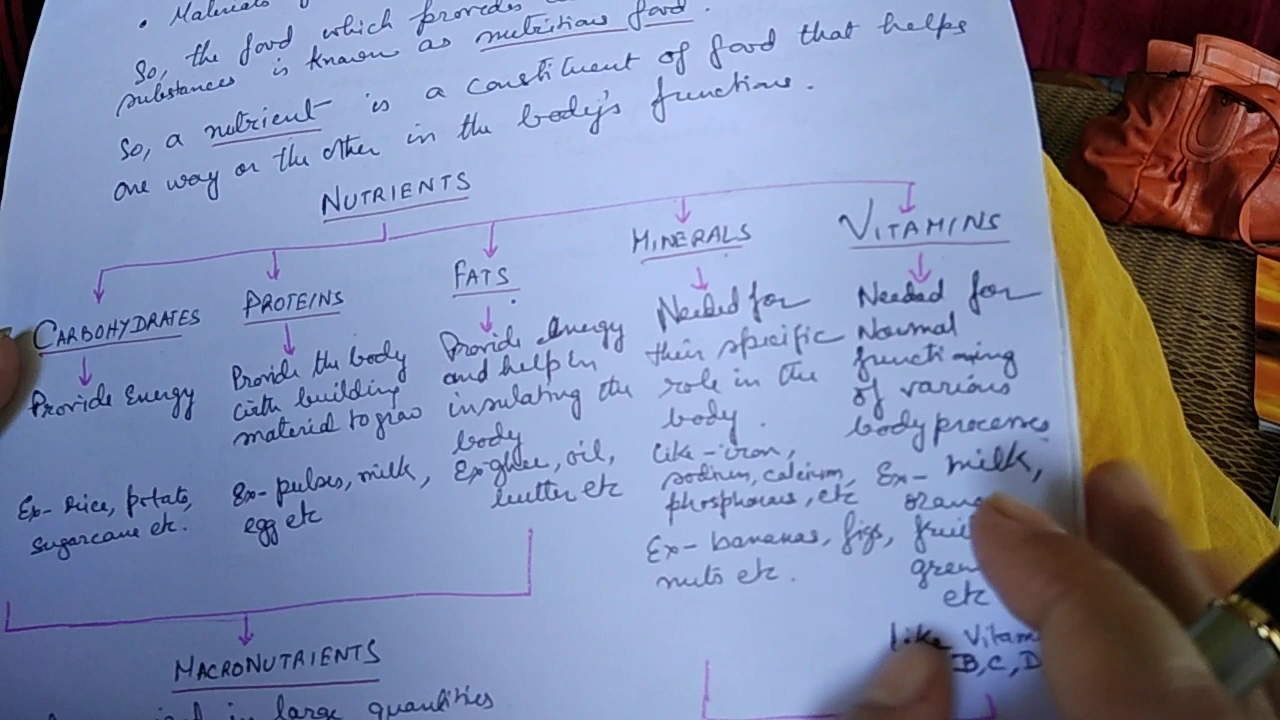 • Materials
So, the food which provides
substances is known as nutritious food.
So, a nutrient is a constituent of food that helps
one way or the other in the body's functions.
NUTRIENTS
CARBOHYDRATES
Provide Energy
Ex- rice, potato,
sugarcane etc.
PROTEINS
Provide the body
with building
material to grow
Ex- pulses, milk,
egg etc
FATS
Provide energy
and help in
insulating the
body
Ex- ghee, oil,
butter etc
MINERALS
Needed for
their specific
role in the
body.
like - iron,
sodium, calcium,
phosphorus, etc
Ex- bananas, figs,
nuts etc.
VITAMINS
Needed for
Normal
functioning
of various
body processes
Ex- milk,
etc
like
B, C, D
MACRONUTRIENTS
in large quantities